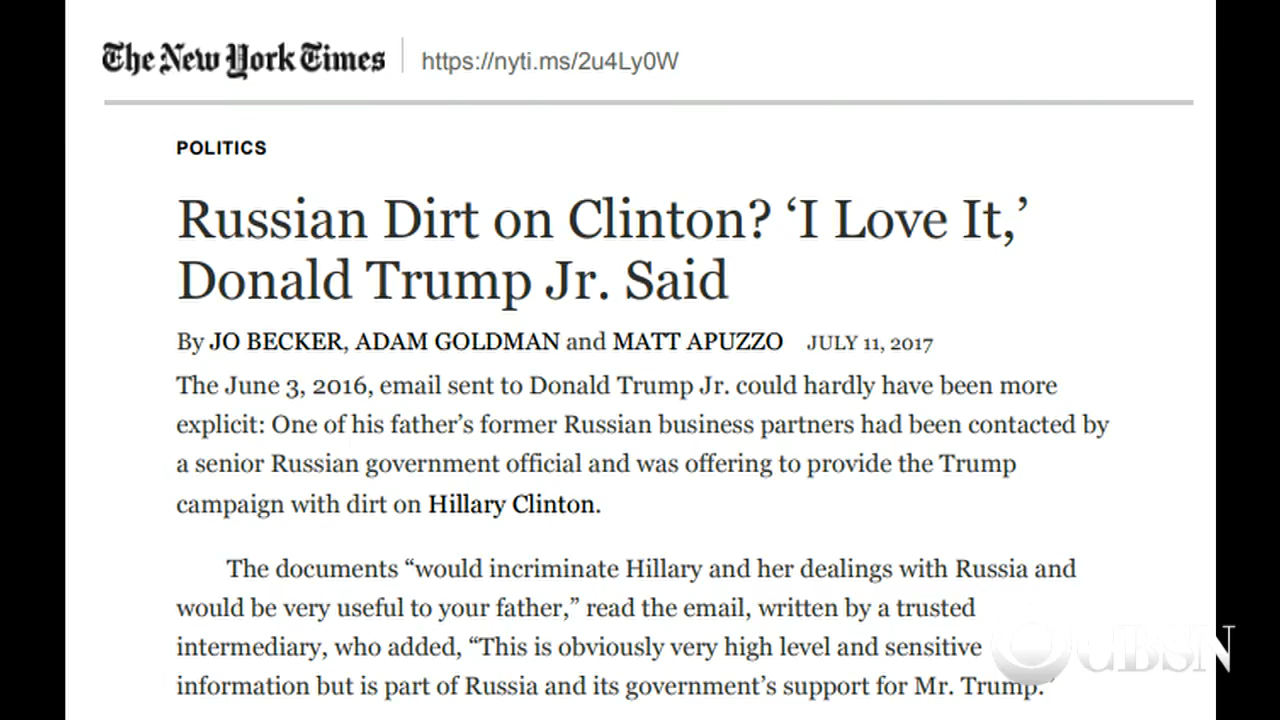 The New York Times
https://nyti.ms/2u4Ly0W
POLITICS
Russian Dirt on Clinton? ‘I Love It,’
Donald Trump Jr. Said
By JO BECKER, ADAM GOLDMAN and MATT APUZZO JULY 11, 2017
The June 3, 2016, email sent to Donald Trump Jr. could hardly have been more
explicit: One of his father’s former Russian business partners had been contacted by
a senior Russian government official and was offering to provide the Trump
campaign with dirt on Hillary Clinton.
The documents “would incriminate Hillary and her dealings with Russia and
would be very useful to your father,” read the email, written by a trusted
intermediary, who added, “This is obviously very high level and sensitive
information but is part of Russia and its government’s support for Mr. Trump.”
CBSN